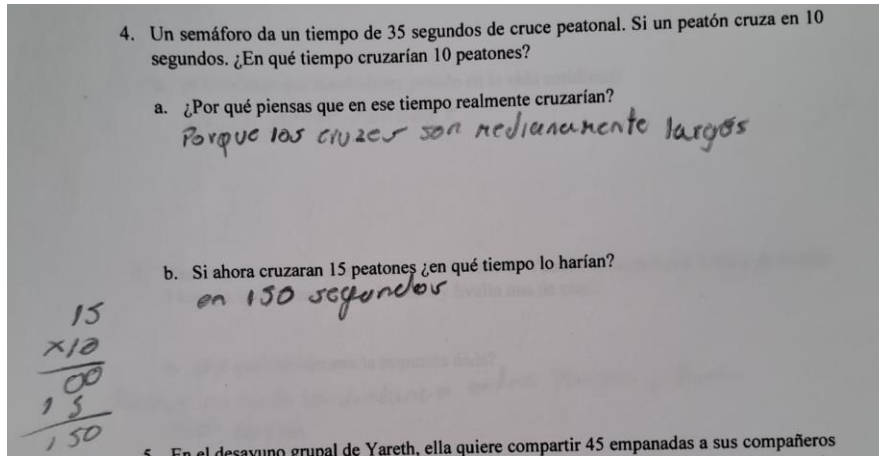 4. Un semáforo da un tiempo de 35 segundos de cruce peatonal. Si un peatón cruza en 10
segundos. ¿En qué tiempo cruzarían 10 peatones?
a. ¿Por qué piensas que en ese tiempo realmente cruzarían?
Porque los cruzes son medianamente largos
b. Si ahora cruzaran 15 peatones ¿en qué tiempo lo harían?
en 150 segundos
15
x10
00
15
150
5. En el desayuno grupal de Yareth, ella quiere compartir 45 empanadas a sus compañeros